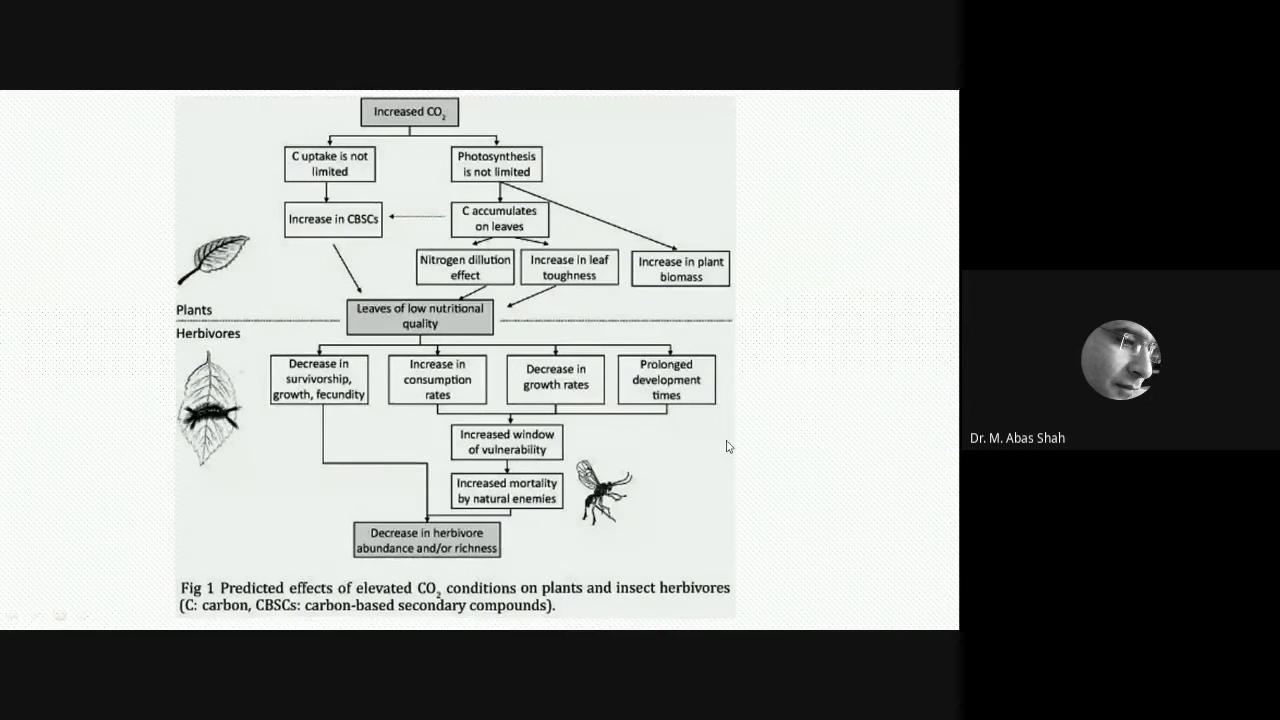 Increased CO₂
C uptake is not
limited
Photosynthesis
is not limited
Increase in CBSCs
C accumulates
on leaves
Nitrogen dillution
effect
Increase in leaf
toughness
Increase in plant
biomass
Plants
Leaves of low nutritional
quality
Herbivores
Decrease in
survivorship,
growth, fecundity
Increase in
consumption
rates
Decrease in
growth rates
Prolonged
development
times
Increased window
of vulnerability
Increased mortality
by natural enemies
Decrease in herbivore
abundance and/or richness
Fig 1 Predicted effects of elevated CO₂ conditions on plants and insect herbivores
(C: carbon, CBSCs: carbon-based secondary compounds).
Dr. M. Abas Shah